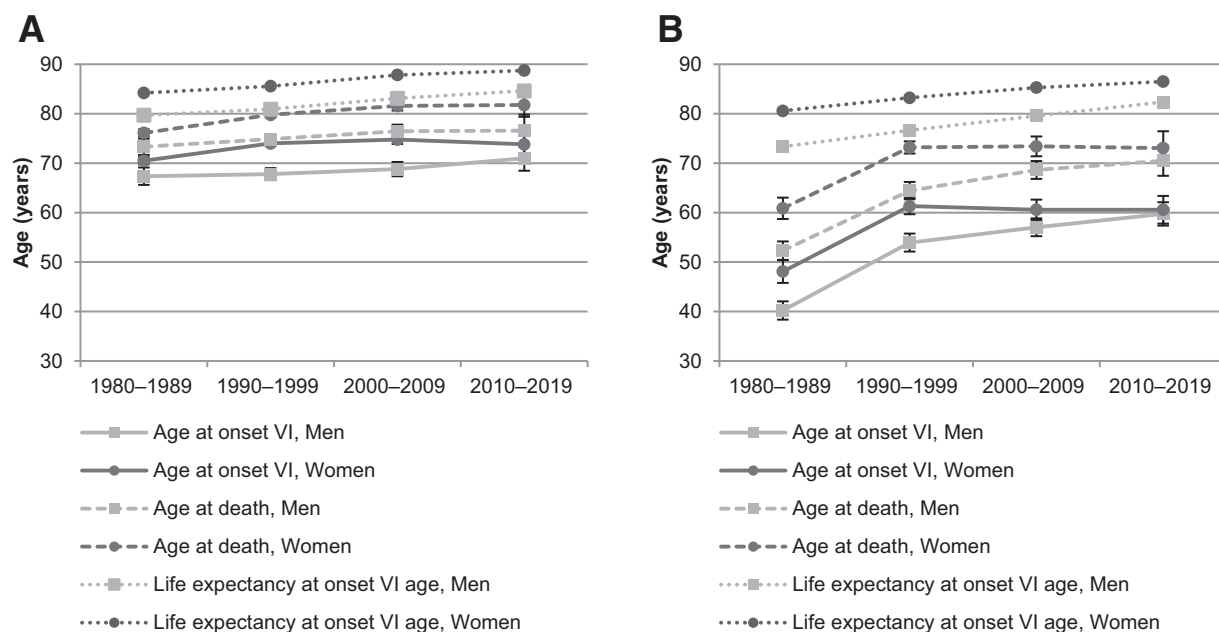 A
90
80
70
60
50
40
30
Age (years)
1980–1989 1990–1999 2000–2009 2010–2019
Age at onset VI, Men
Age at onset VI, Women
Age at death, Men
Age at death, Women
Life expectancy at onset VI age, Men
Life expectancy at onset VI age, Women
B
90
80
70
60
50
40
30
Age (years)
1980–1989 1990–1999 2000–2009 2010–2019
Age at onset VI, Men
Age at onset VI, Women
Age at death, Men
Age at death, Women
Life expectancy at onset VI age, Men
Life expectancy at onset VI age, Women